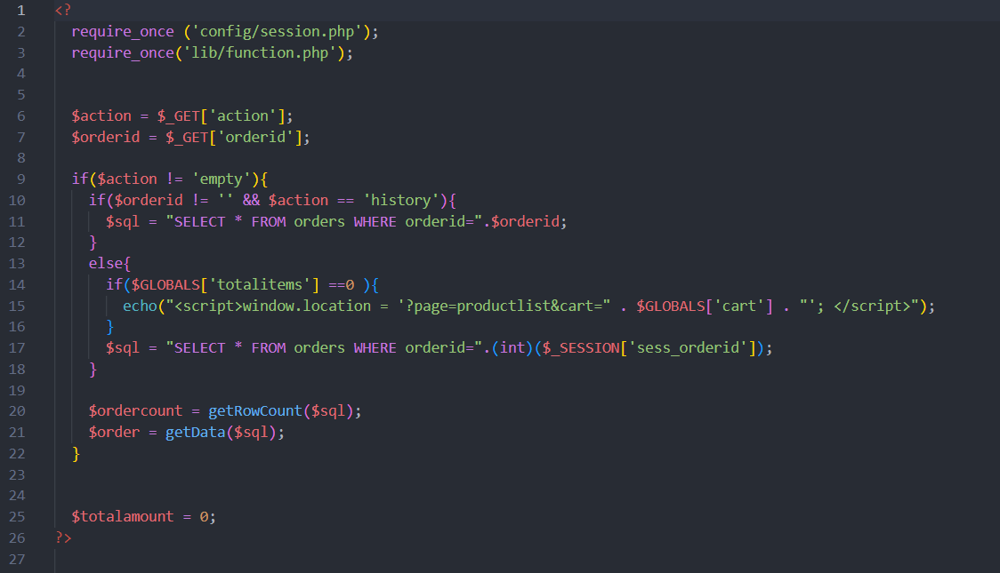 1 <?
2 require_once ('config/session.php');
3 require_once('lib/function.php');
4
5
6 $action = $_GET['action'];
7 $orderid = $_GET['orderid'];
8
9 if($action != 'empty'){
10 if($orderid != '' && $action == 'history'){
11 $sql = "SELECT * FROM orders WHERE orderid=".$orderid;
12 }
13 else{
14 if($GLOBALS['totalitems'] ==0 ){
15 echo("<script>window.location = '?page=productlist&cart=" . $GLOBALS['cart'] . "'; </script>");
16 }
17 $sql = "SELECT * FROM orders WHERE orderid=".(int)($_SESSION['sess_orderid']);
18 }
19
20 $ordercount = getRowCount($sql);
21 $order = getData($sql);
22 }
23
24
25 $totalamount = 0;
26 ?>
27